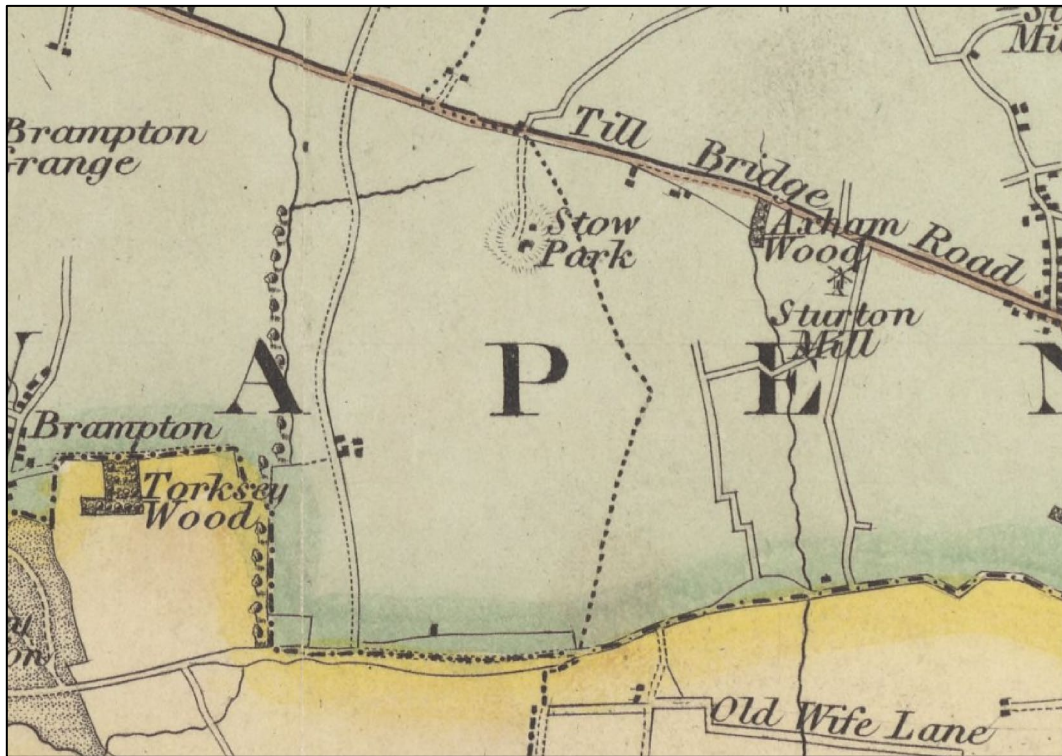 Till Bridge Road
Brampton
Grange
Stow
Park
Axham
Wood
Sturton
Mill
A P E N
Brampton
Torksey
Wood
Old Wife Lane